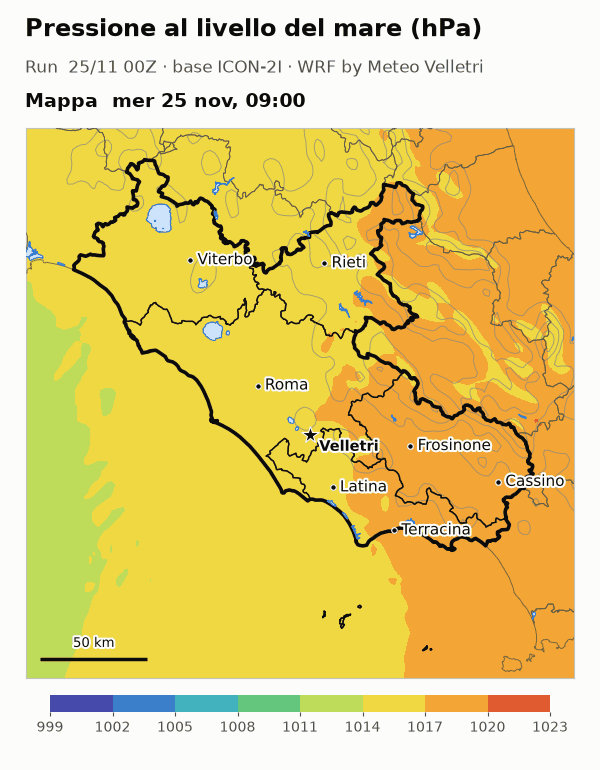 Pressione al livello del mare (hPa)
Run  25/11 00Z · base ICON-2I · WRF by Meteo Velletri
Mappa  mer 25 nov, 09:00
Viterbo
Rieti
Roma
Velletri
Frosinone
Latina
Cassino
Terracina
50 km
999 1002 1005 1008 1011 1014 1017 1020 1023